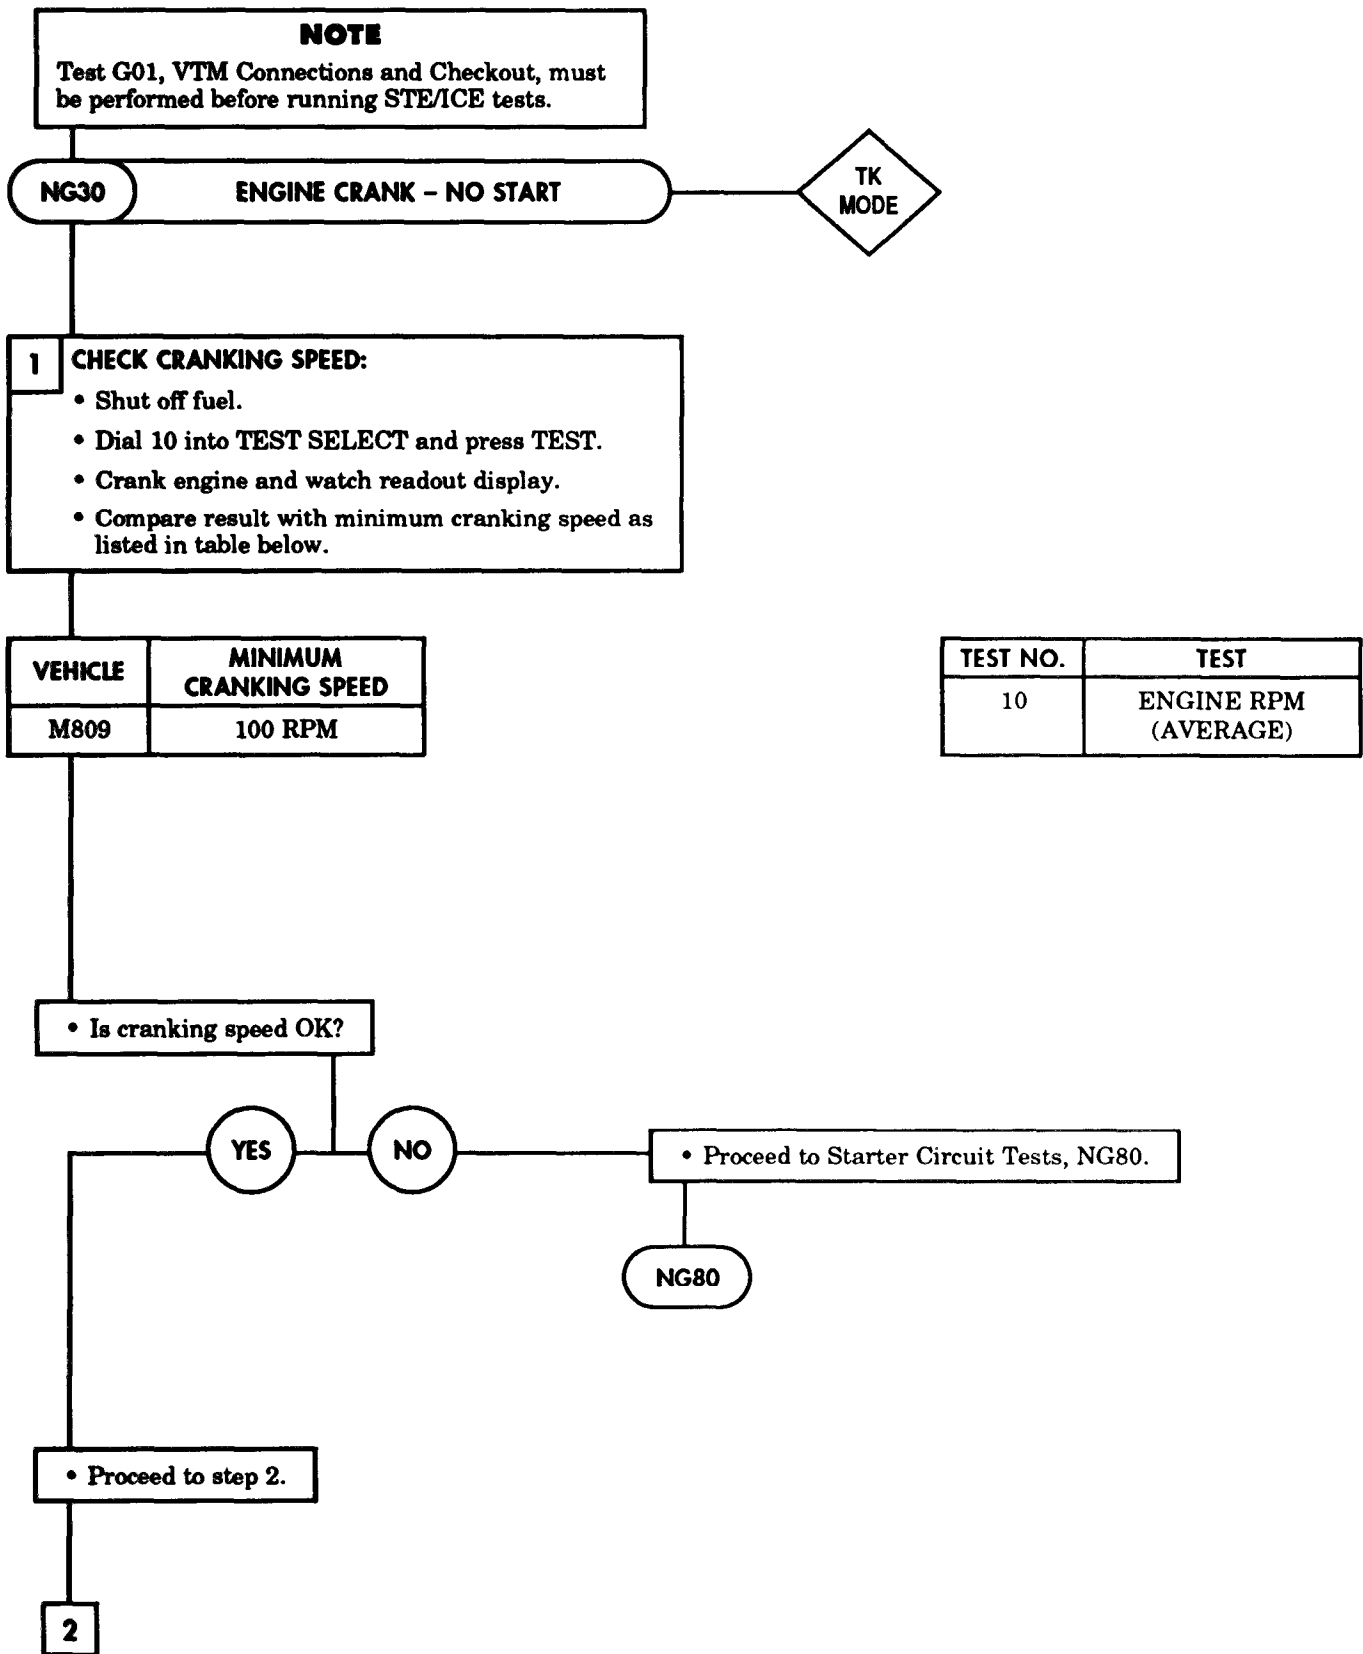 NOTE
Test G01, VTM Connections and Checkout, must
be performed before running STE/ICE tests.
NG30
ENGINE CRANK – NO START
TK
MODE
1
CHECK CRANKING SPEED:
• Shut off fuel.
• Dial 10 into TEST SELECT and press TEST.
• Crank engine and watch readout display.
• Compare result with minimum cranking speed as
listed in table below.
VEHICLE
MINIMUM
CRANKING SPEED
M809
100 RPM
TEST NO.
TEST
10
ENGINE RPM
(AVERAGE)
• Is cranking speed OK?
YES
NO
• Proceed to Starter Circuit Tests, NG80.
NG80
• Proceed to step 2.
2